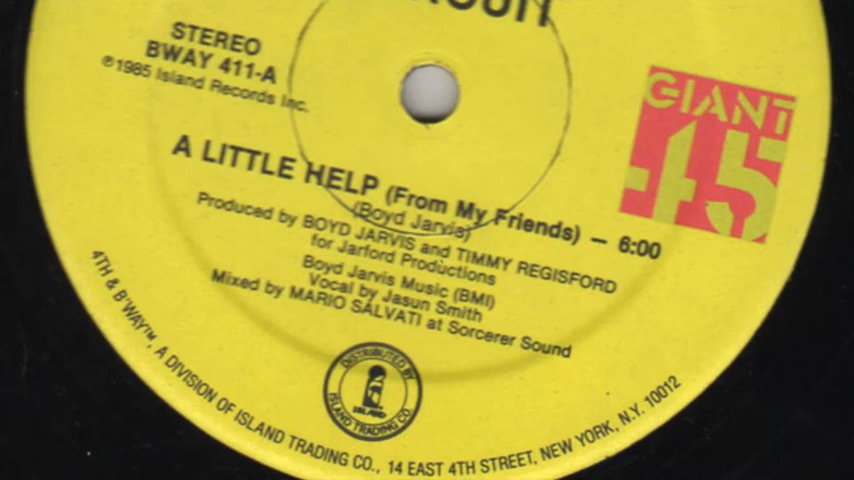 STEREO
BWAY 411-A
℗1985 Island Records Inc.
GIANT
45
A LITTLE HELP (From My Friends) — 6:00
(Boyd Jarvis)
Produced by BOYD JARVIS and TIMMY REGISFORD
for Jarford Productions
Boyd Jarvis Music (BMI)
Vocal by Jasun Smith
Mixed by MARIO SALVATI at Sorcerer Sound
DISTRIBUTED BY
ISLAND
ISLAND TRADING CO
4TH & B'WAY™, A DIVISION OF ISLAND TRADING CO., 14 EAST 4TH STREET, NEW YORK, N.Y. 10012